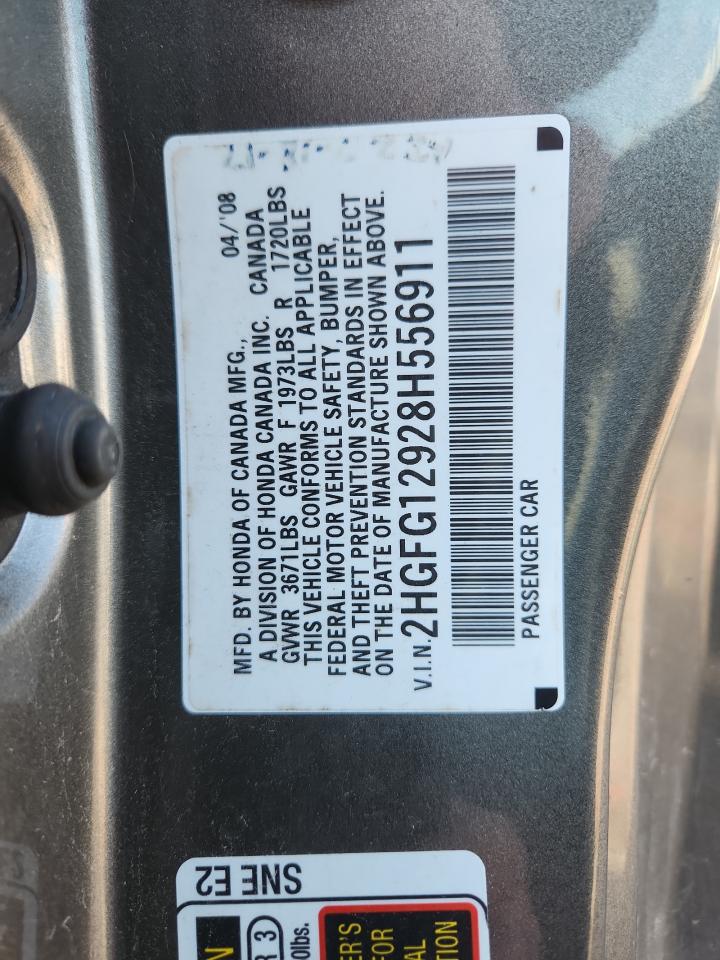 MFD. BY HONDA OF CANADA MFG., 04/'08
A DIVISION OF HONDA CANADA INC. CANADA
GVWR 3671LBS GAWR F 1973LBS R 1720LBS
THIS VEHICLE CONFORMS TO ALL APPLICABLE
FEDERAL MOTOR VEHICLE SAFETY, BUMPER,
AND THEFT PREVENTION STANDARDS IN EFFECT
ON THE DATE OF MANUFACTURE SHOWN ABOVE.
V.I.N. 2HGFG12928H556911
PASSENGER CAR
SNE E2